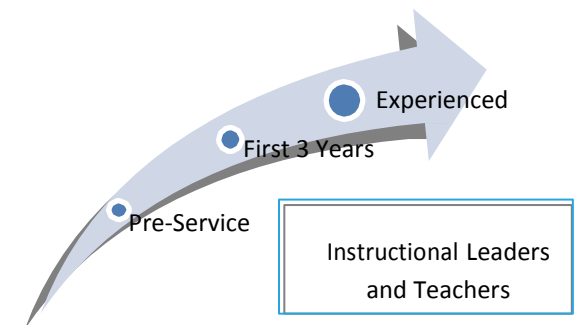 Experienced
First 3 Years
Pre-Service
Instructional Leaders
and Teachers